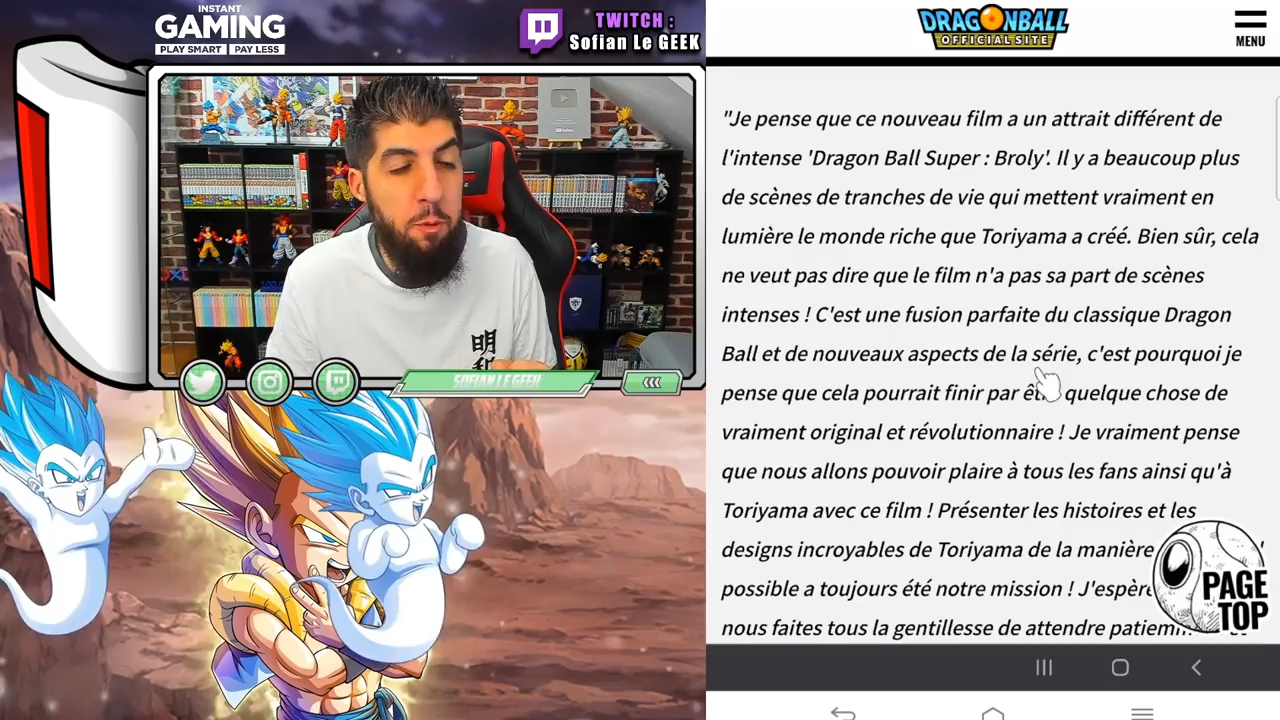 INSTANT
GAMING
PLAY SMART PAY LESS
TWITCH :
Sofian Le GEEK
明
SOFIAN LE GEEK
DRAGONBALL
OFFICIAL SITE
MENU
"Je pense que ce nouveau film a un attrait différent de
l'intense 'Dragon Ball Super : Broly'. Il y a beaucoup plus
de scènes de tranches de vie qui mettent vraiment en
lumière le monde riche que Toriyama a créé. Bien sûr, cela
ne veut pas dire que le film n'a pas sa part de scènes
intenses ! C'est une fusion parfaite du classique Dragon
Ball et de nouveaux aspects de la série, c'est pourquoi je
pense que cela pourrait finir par quelque chose de
vraiment original et révolutionnaire ! Je vraiment pense
que nous allons pouvoir plaire à tous les fans ainsi qu'à
Toriyama avec ce film ! Présenter les histoires et les
designs incroyables de Toriyama de la manière
possible a toujours été notre mission ! J'espère
nous faites tous la gentillesse de attendre
PAGE
TOP